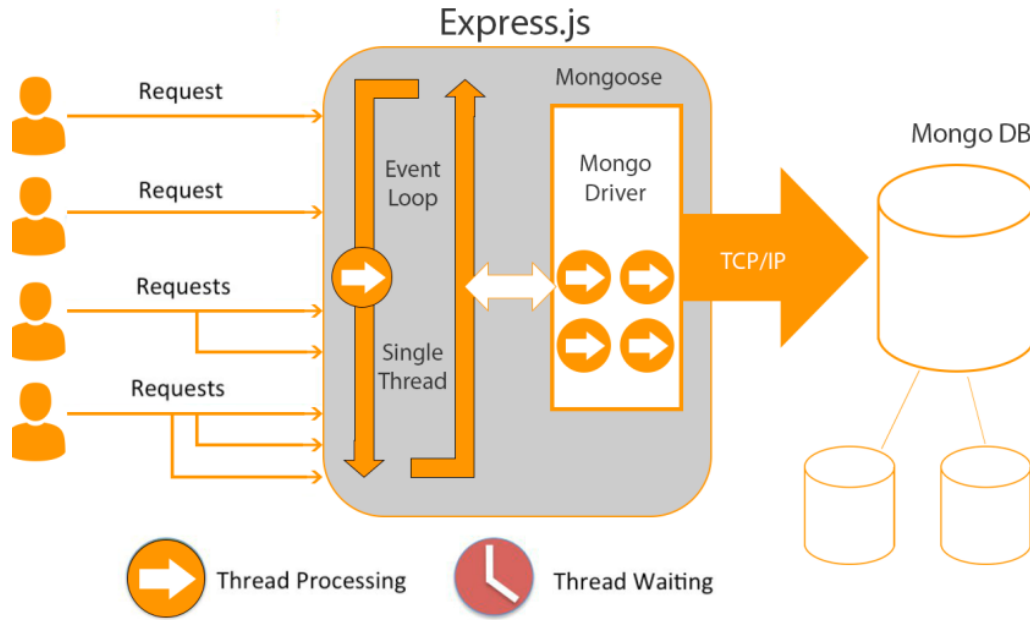 Express.js
Request
Request
Requests
Requests
Event
Loop
Single
Thread
Mongoose
Mongo
Driver
TCP/IP
Mongo DB
Thread Processing
Thread Waiting